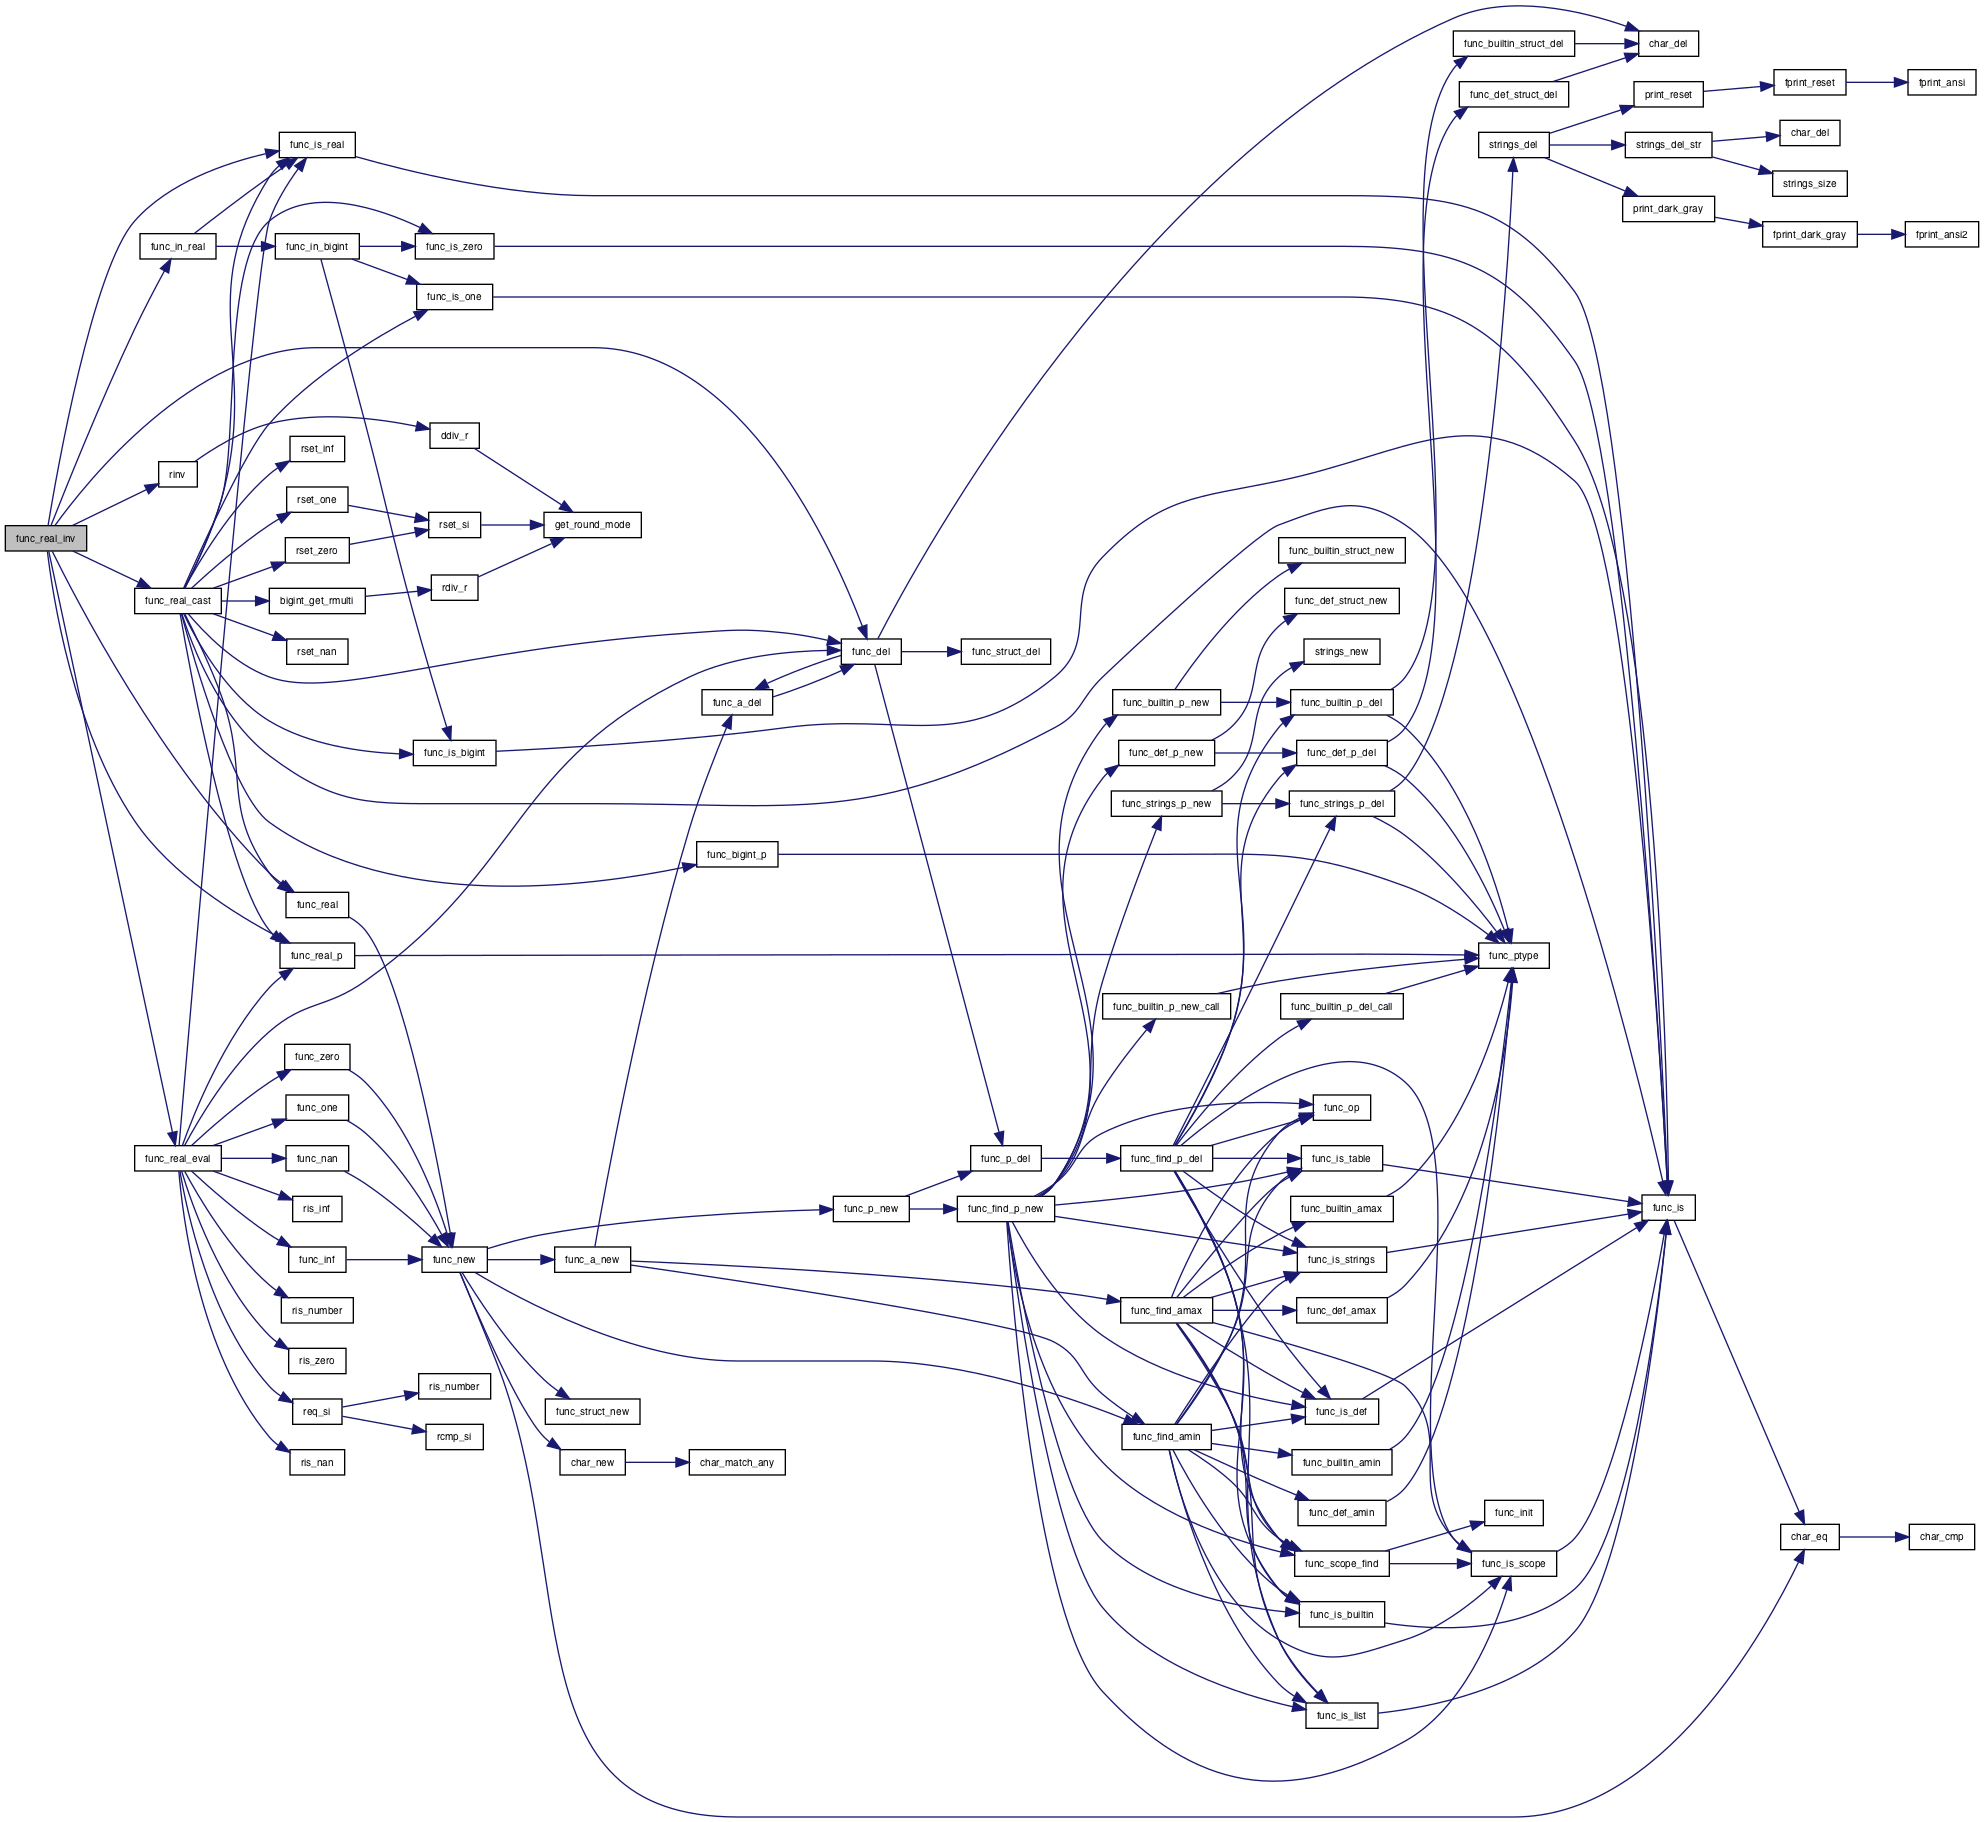 func_real_inv
func_is_real
func_in_real
func_in_bigint
func_is_zero
func_is_one
rinv
ddiv_r
rset_inf
rset_one
rset_si
get_round_mode
rset_zero
func_real_cast
bigint_get_rmulti
rdiv_r
rset_nan
func_is_bigint
func_real
func_real_p
func_real_eval
func_zero
func_one
func_nan
ris_inf
func_inf
ris_number
ris_zero
req_si
ris_number
rcmp_si
ris_nan
func_new
func_a_new
func_struct_new
char_new
char_match_any
func_a_del
func_bigint_p
func_del
func_struct_del
func_p_new
func_p_del
func_find_p_new
func_builtin_p_new
func_def_p_new
func_strings_p_new
func_builtin_p_new_call
func_find_p_del
func_find_amax
func_find_amin
func_builtin_struct_new
func_def_struct_new
strings_new
func_builtin_p_del
func_def_p_del
func_strings_p_del
func_builtin_p_del_call
func_op
func_is_table
func_builtin_amax
func_is_strings
func_def_amax
func_is_def
func_builtin_amin
func_def_amin
func_scope_find
func_is_builtin
func_is_list
func_builtin_struct_del
func_def_struct_del
strings_del
func_ptype
func_init
func_is_scope
char_del
print_reset
strings_del_str
print_dark_gray
func_is
fprint_reset
char_del
strings_size
fprint_dark_gray
char_eq
fprint_ansi
fprint_ansi2
char_cmp